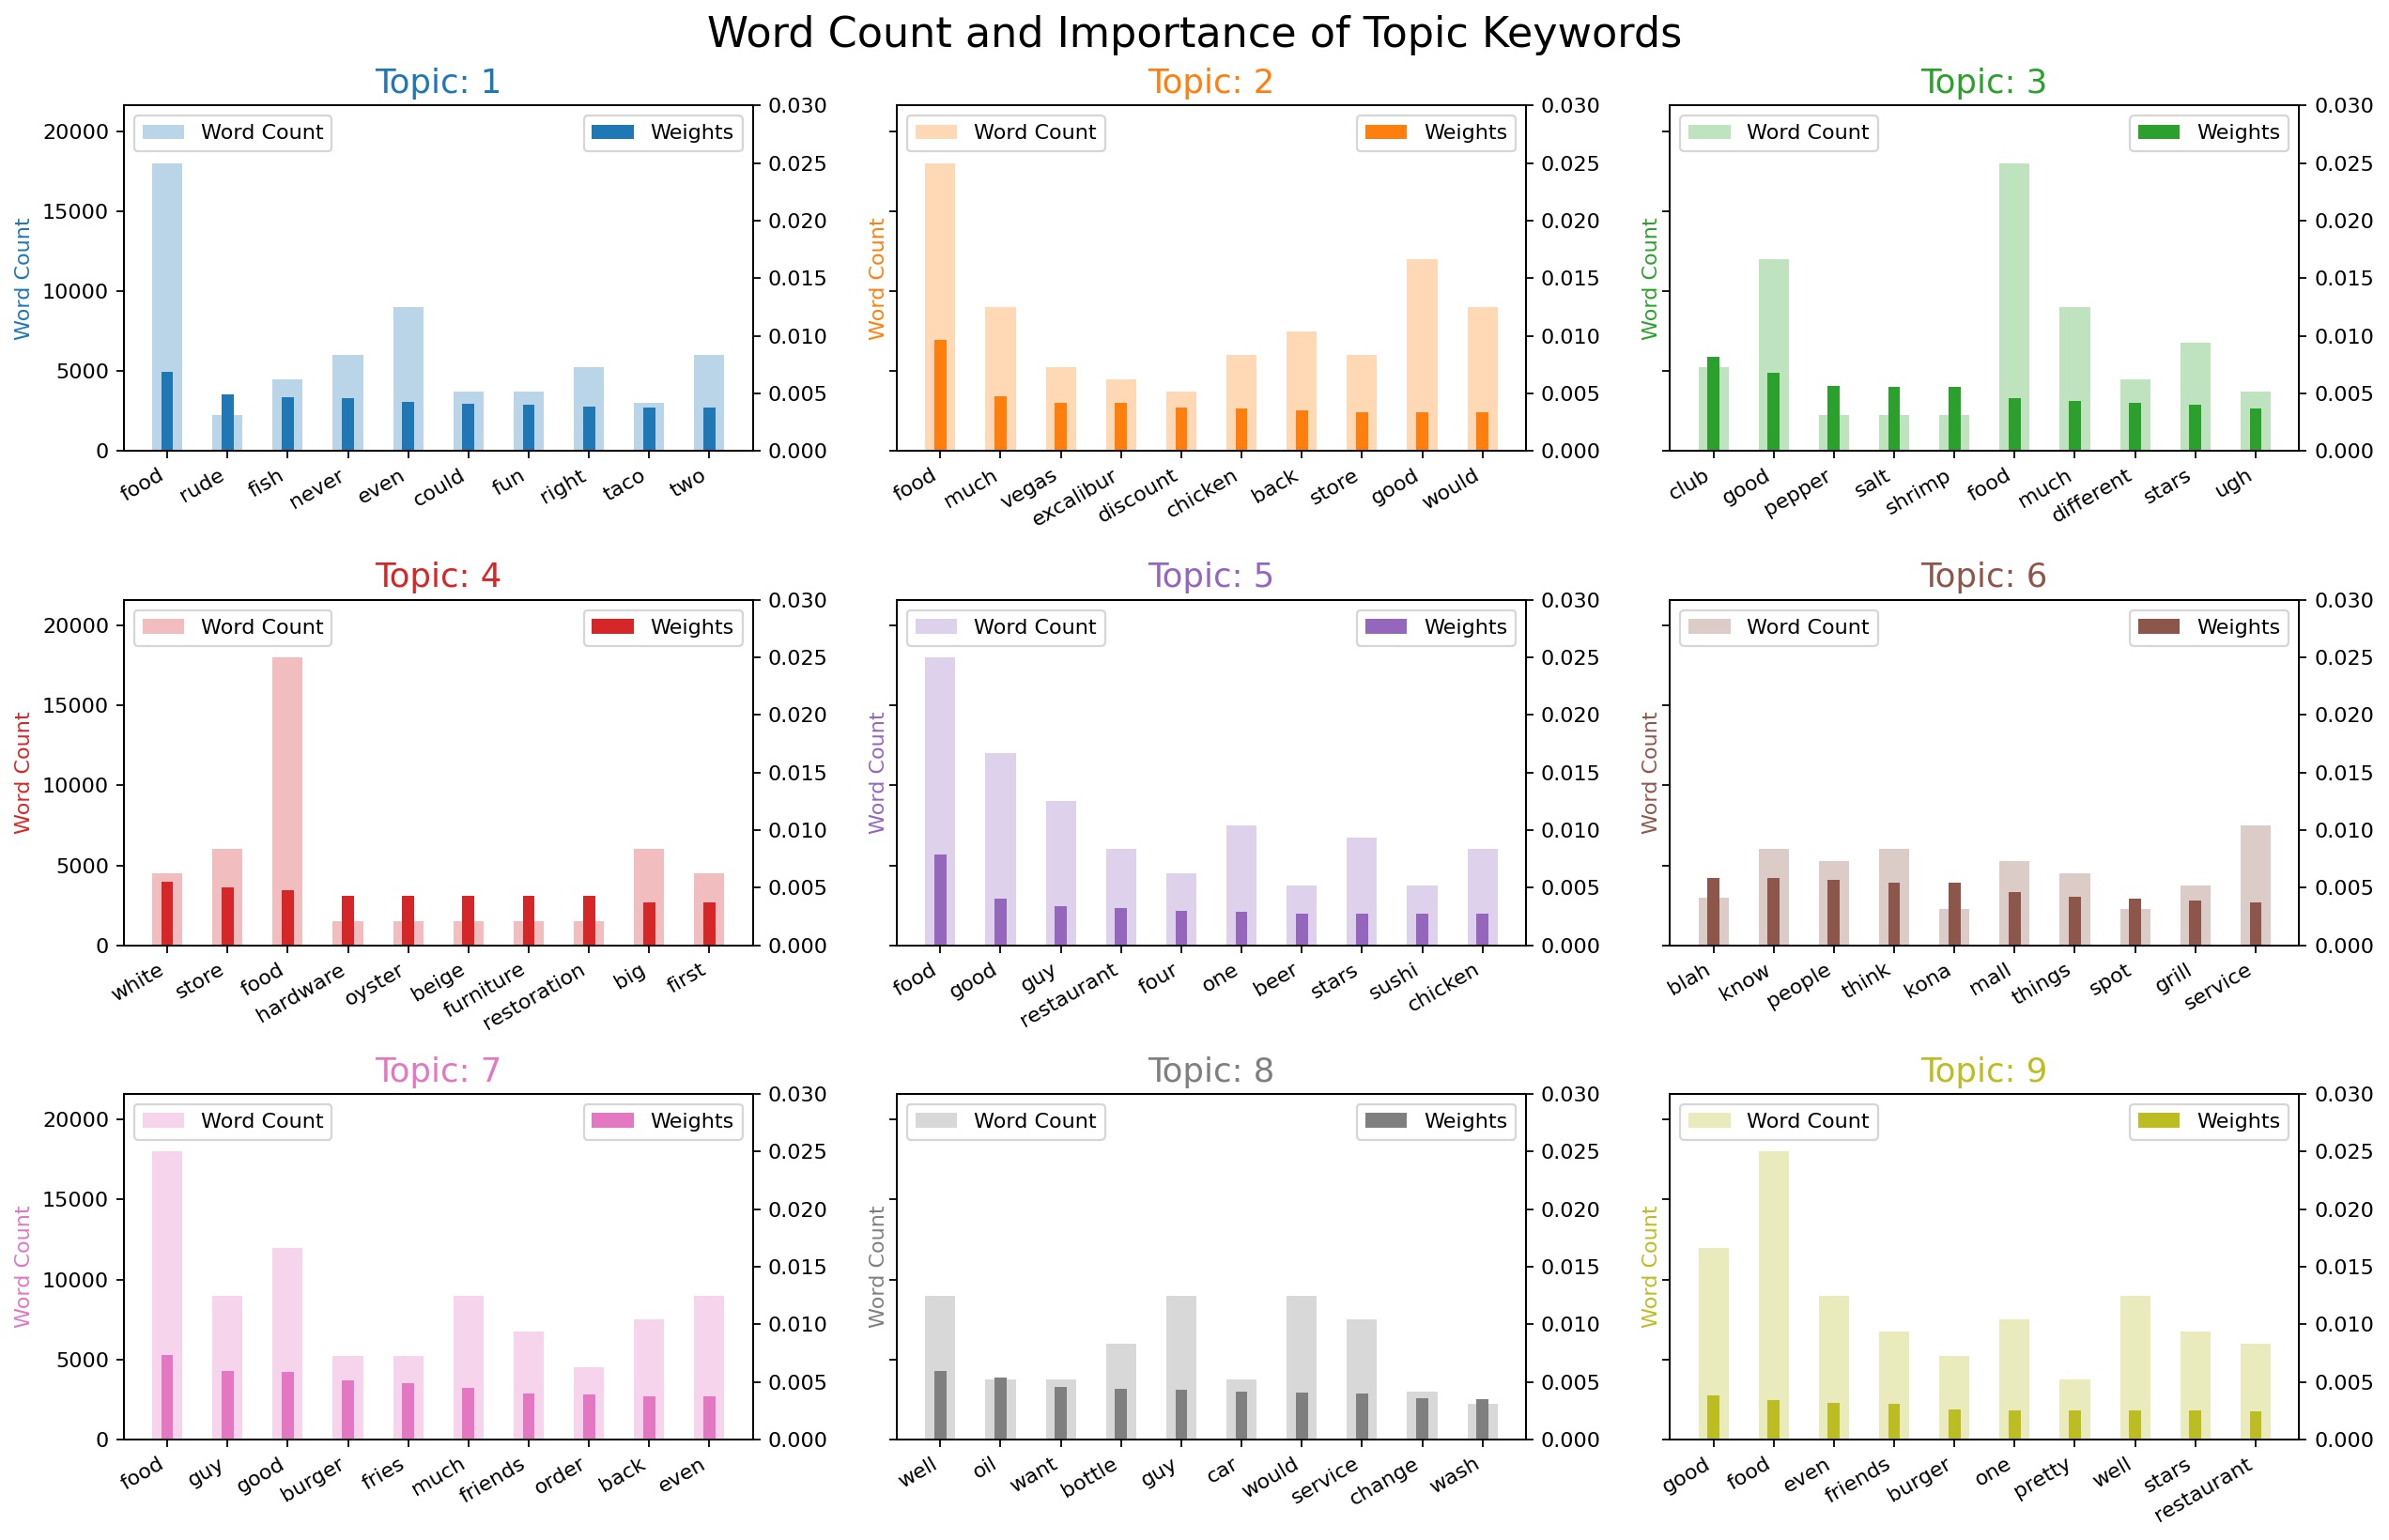 Word Count and Importance of Topic Keywords
Topic: 1
Word Count
Weights
Word Count
20000
15000
10000
5000
0
0.030
0.025
0.020
0.015
0.010
0.005
0.000
food rude fish never even could fun right taco two
Topic: 2
Word Count
Weights
Word Count
0.030
0.025
0.020
0.015
0.010
0.005
0.000
food much vegas excalibur discount chicken back store good would
Topic: 3
Word Count
Weights
Word Count
0.030
0.025
0.020
0.015
0.010
0.005
0.000
club good pepper salt shrimp food much different stars ugh
Topic: 4
Word Count
Weights
Word Count
20000
15000
10000
5000
0
0.030
0.025
0.020
0.015
0.010
0.005
0.000
white store food hardware oyster beige furniture restoration big first
Topic: 5
Word Count
Weights
Word Count
0.030
0.025
0.020
0.015
0.010
0.005
0.000
food good guy restaurant four one beer stars sushi chicken
Topic: 6
Word Count
Weights
Word Count
0.030
0.025
0.020
0.015
0.010
0.005
0.000
blah know people think kona mall things spot grill service
Topic: 7
Word Count
Weights
Word Count
20000
15000
10000
5000
0
0.030
0.025
0.020
0.015
0.010
0.005
0.000
food guy good burger fries much friends order back even
Topic: 8
Word Count
Weights
Word Count
0.030
0.025
0.020
0.015
0.010
0.005
0.000
well oil want bottle guy car would service change wash
Topic: 9
Word Count
Weights
Word Count
0.030
0.025
0.020
0.015
0.010
0.005
0.000
good food even friends burger one pretty well stars restaurant